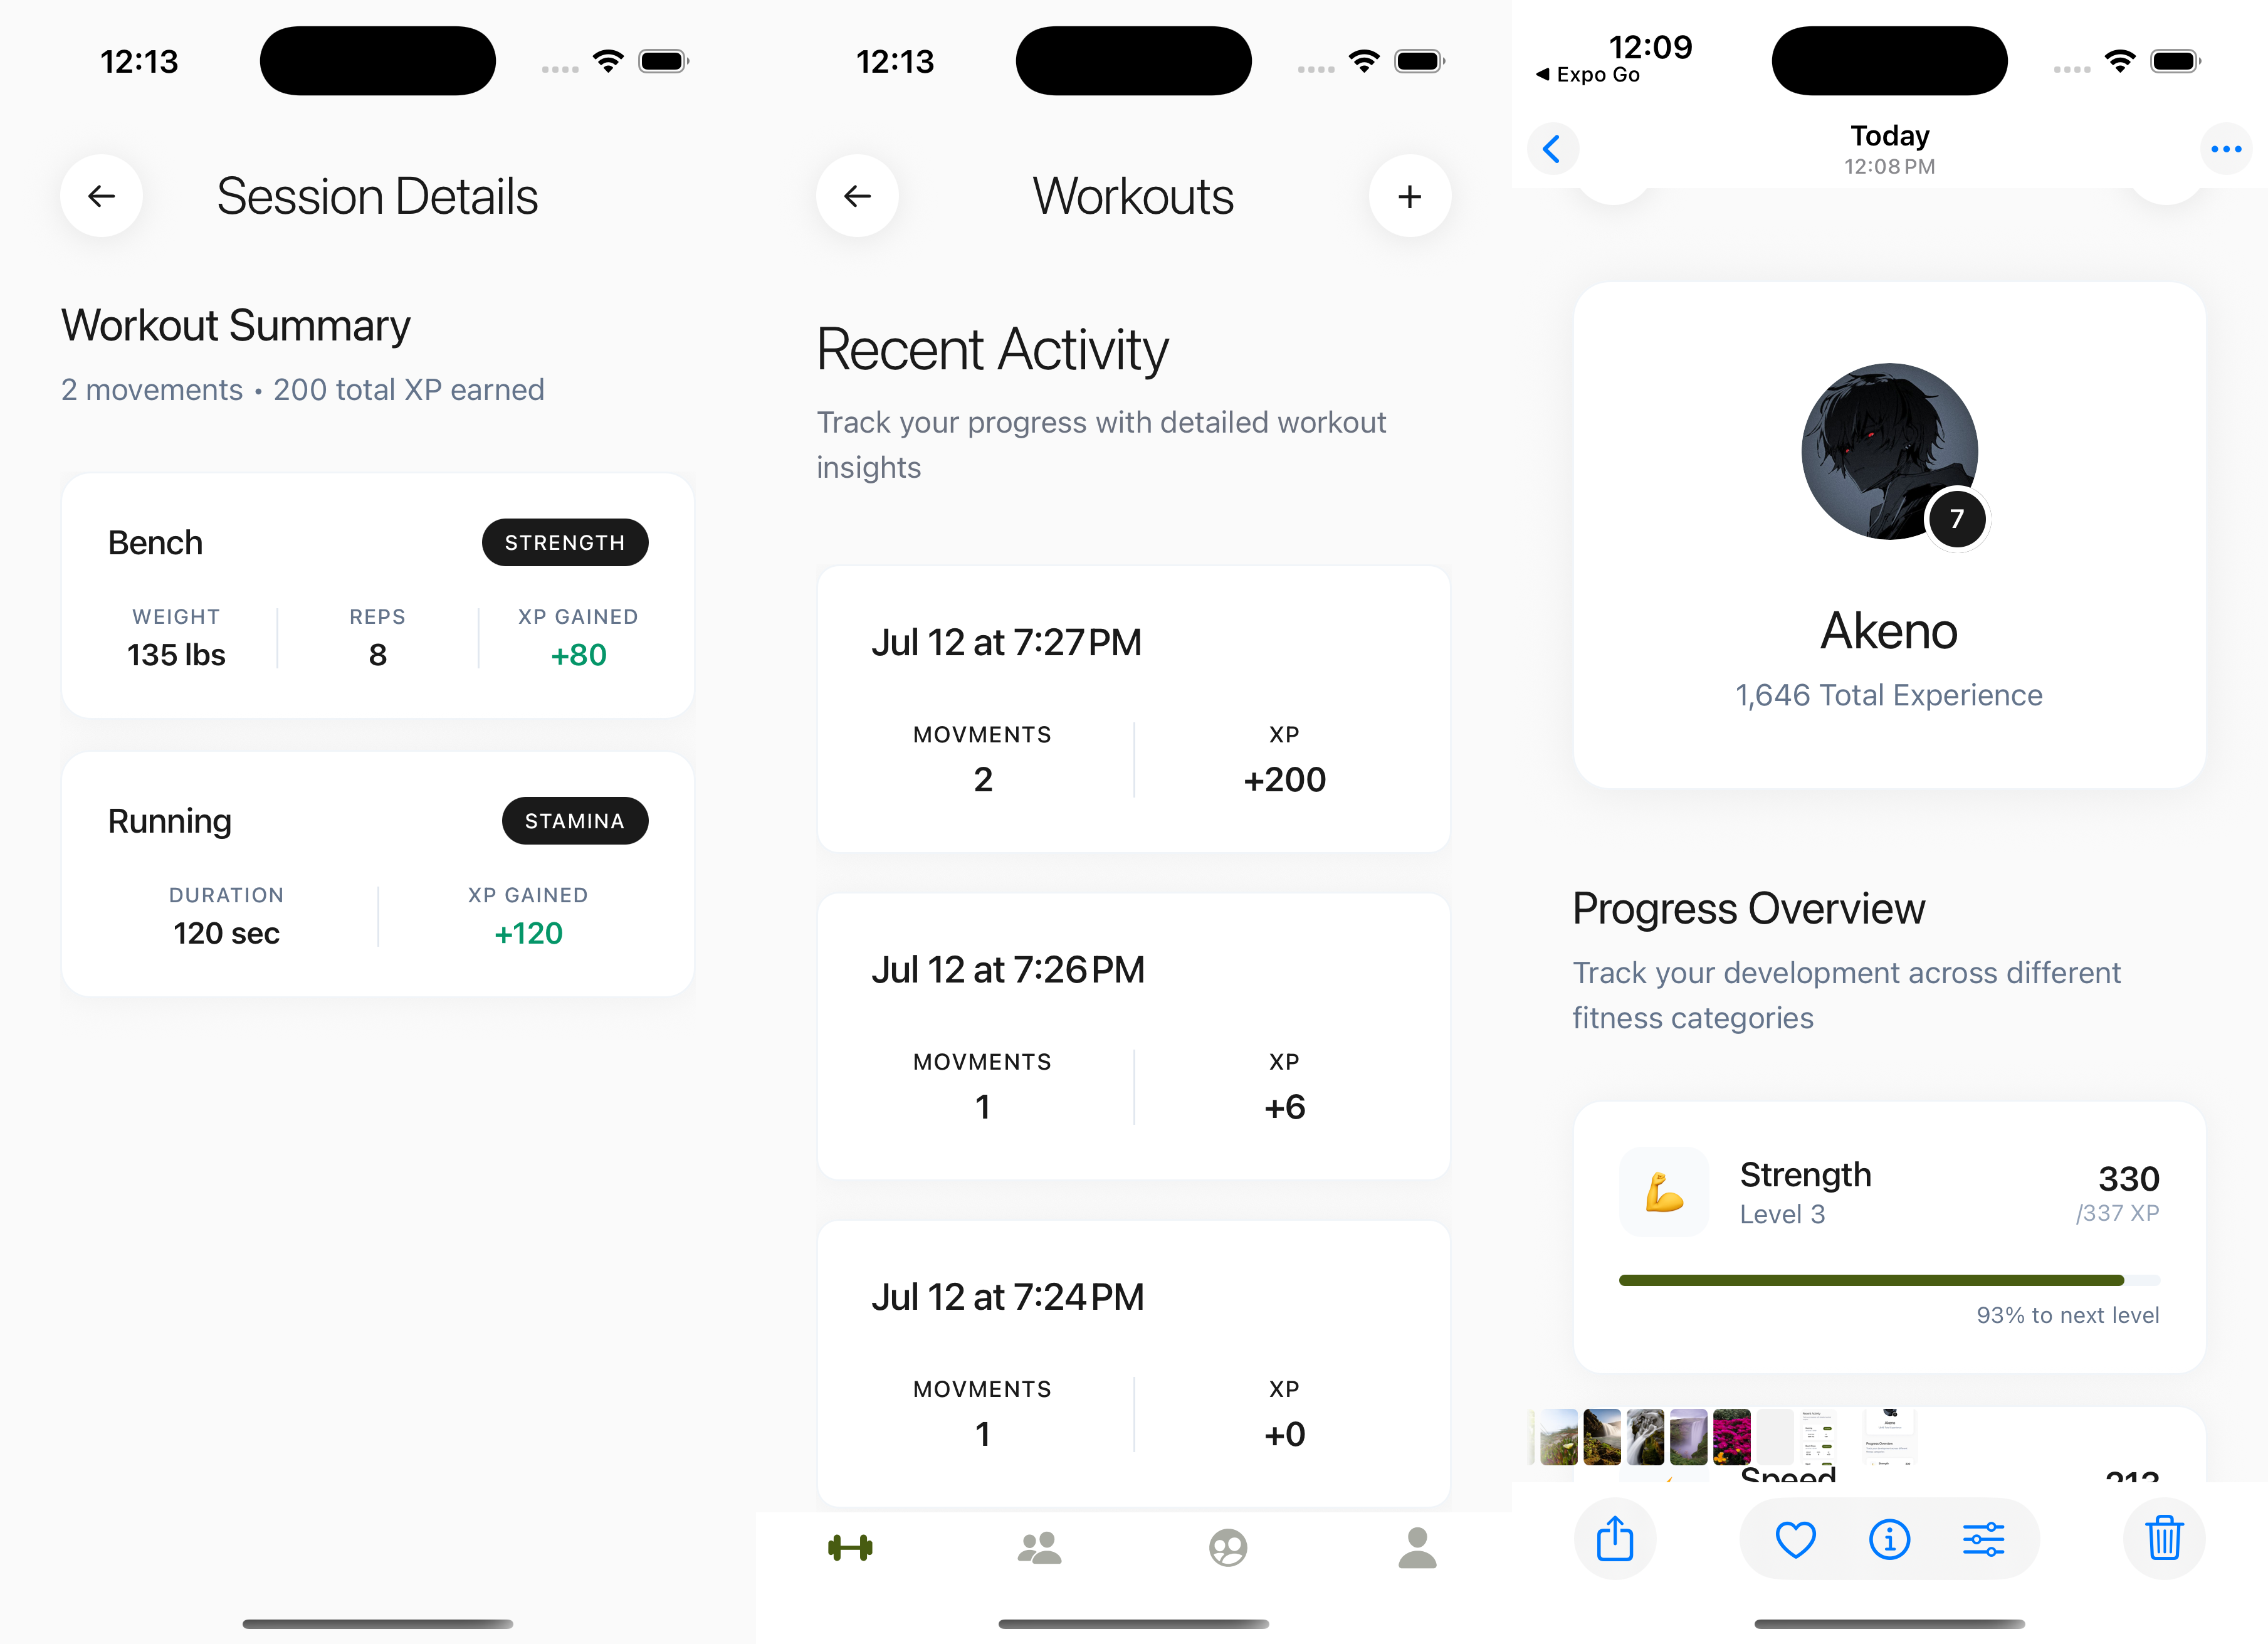 12:13
Session Details
Workout Summary
2 movements • 200 total XP earned
Bench
STRENGTH
WEIGHT
REPS
XP GAINED
135 lbs
8
+80
Running
STAMINA
DURATION
XP GAINED
120 sec
+120
12:13
Workouts
Recent Activity
Track your progress with detailed workout
insights
Jul 12 at 7:27 PM
MOVMENTS
XP
2
+200
Jul 12 at 7:26 PM
MOVMENTS
XP
1
+6
Jul 12 at 7:24 PM
MOVMENTS
XP
1
+0
12:09
Expo Go
Today
12:08 PM
7
Akeno
1,646 Total Experience
Progress Overview
Track your development across different
fitness categories
Strength
330
Level 3
/337 XP
93% to next level
Speed
213